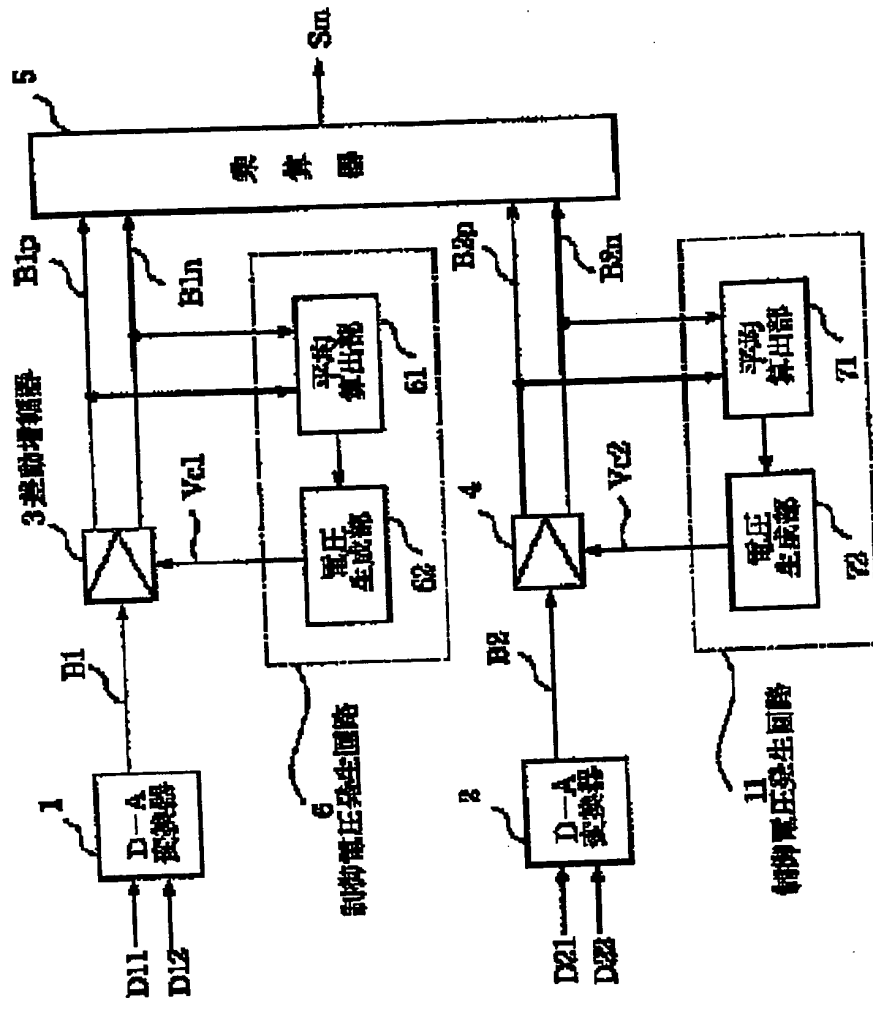 D11
D12
1
D-A
変換器
B1
3 差動増幅器
B1p
B1n
Vc1
平均
算出部
61
電圧
生成部
62
6
制御電圧発生回路
5
乗算器
Sm
D21
D22
2
D-A
変換器
B2
4
B2p
B2n
Vc2
平均
算出部
71
電圧
生成部
72
11
制御電圧発生回路